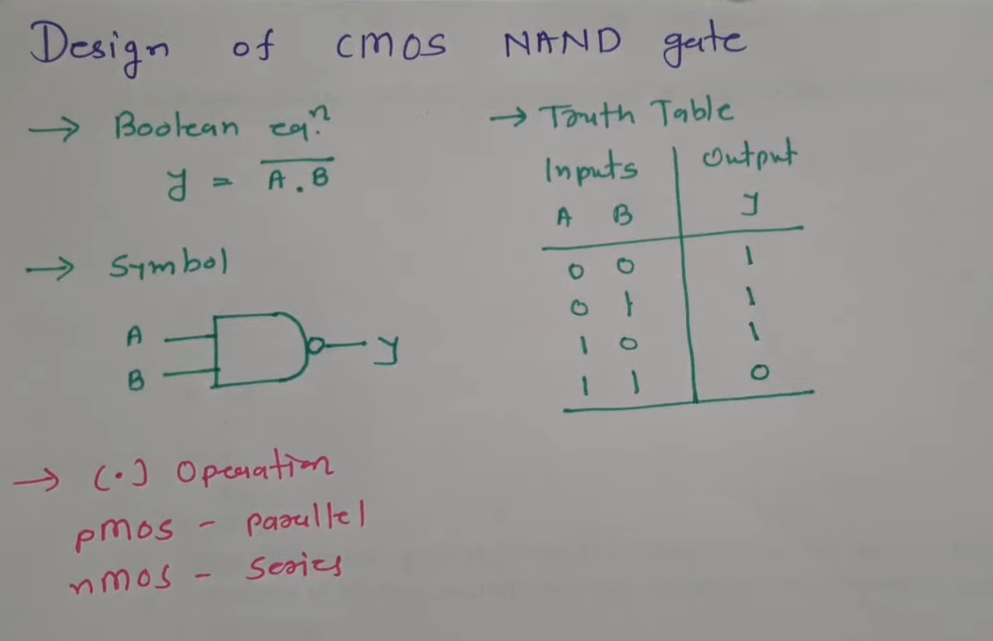 Design of CMOS NAND gate
→ Boolean eqⁿ.
y = \overline{A.B}
→ Symbol
A
B
y
→ (.) Operation
pmos - parallel
nmos - series
→ Truth Table
Inputs | Output
A B | y
0 0 | 1
0 1 | 1
1 0 | 1
1 1 | 0